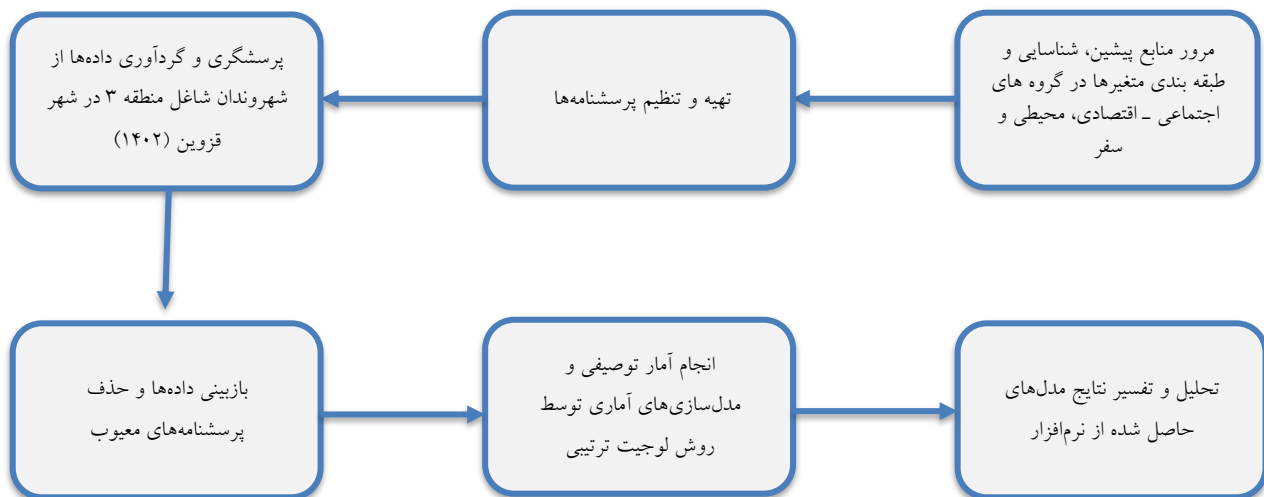 مرور منابع پیشین، شناسایی و
طبقه بندی متغیرها در گروه های
اجتماعی ـ اقتصادی، محیطی و
سفر
تهیه و تنظیم پرسشنامه‌ها
پرسشگری و گردآوری داده‌ها از
شهروندان شاغل منطقه ۳ در شهر
قزوین (۱۴۰۲)
بازبینی داده‌ها و حذف
پرسشنامه‌های معیوب
انجام آمار توصیفی و
مدل‌سازی‌های آماری توسط
روش لوجیت ترتیبی
تحلیل و تفسیر نتایج مدل‌های
حاصل شده از نرم‌افزار